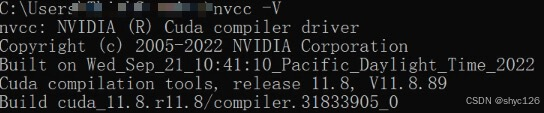 C:\Users nvcc -V
nvcc: NVIDIA (R) Cuda compiler driver
Copyright (c) 2005-2022 NVIDIA Corporation
Built on Wed_Sep_21_10:41:10_Pacific_Daylight_Time_2022
Cuda compilation tools, release 11.8, V11.8.89
Build cuda_11.8.r11.8/compiler.31833905_0
CSDN @shyc126